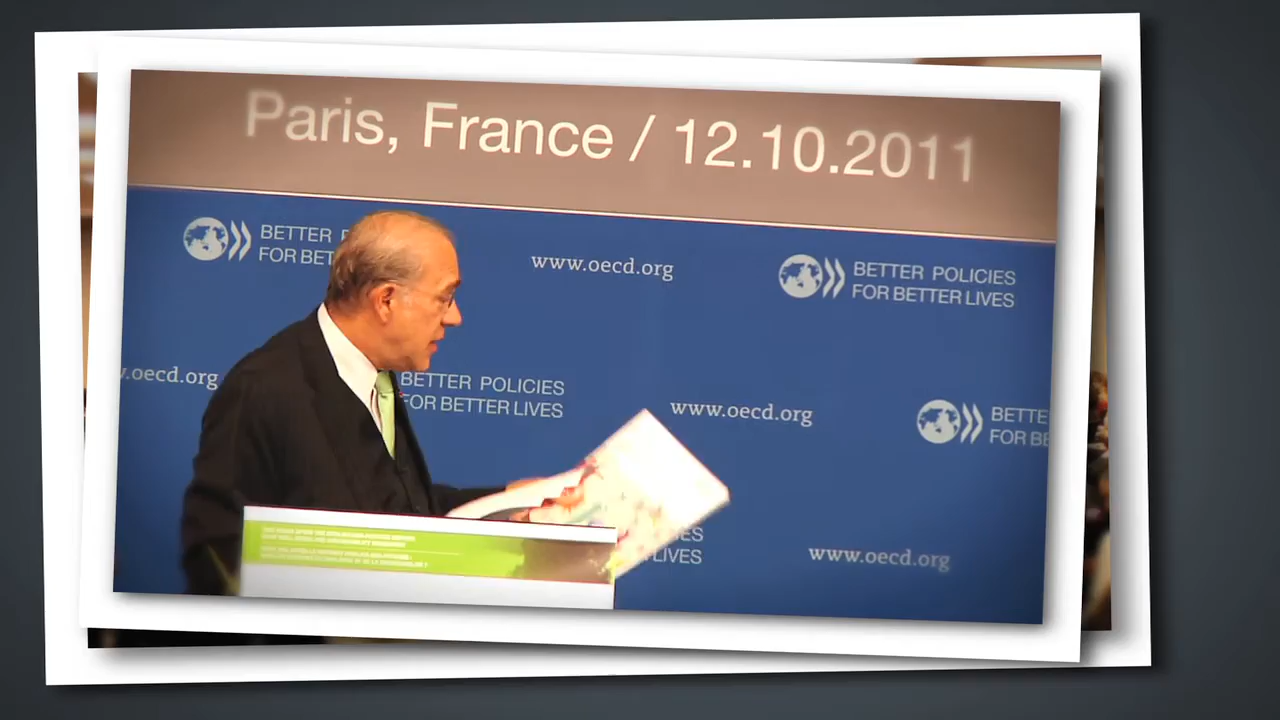 Paris, France / 12.10.2011
BETTER P
FOR BET
www.oecd.org
BETTER POLICIES
FOR BETTER LIVES
w.oecd.org
BETTER POLICIES
FOR BETTER LIVES
www.oecd.org
BETTE
FOR BE
IES
LIVES
www.oecd.org